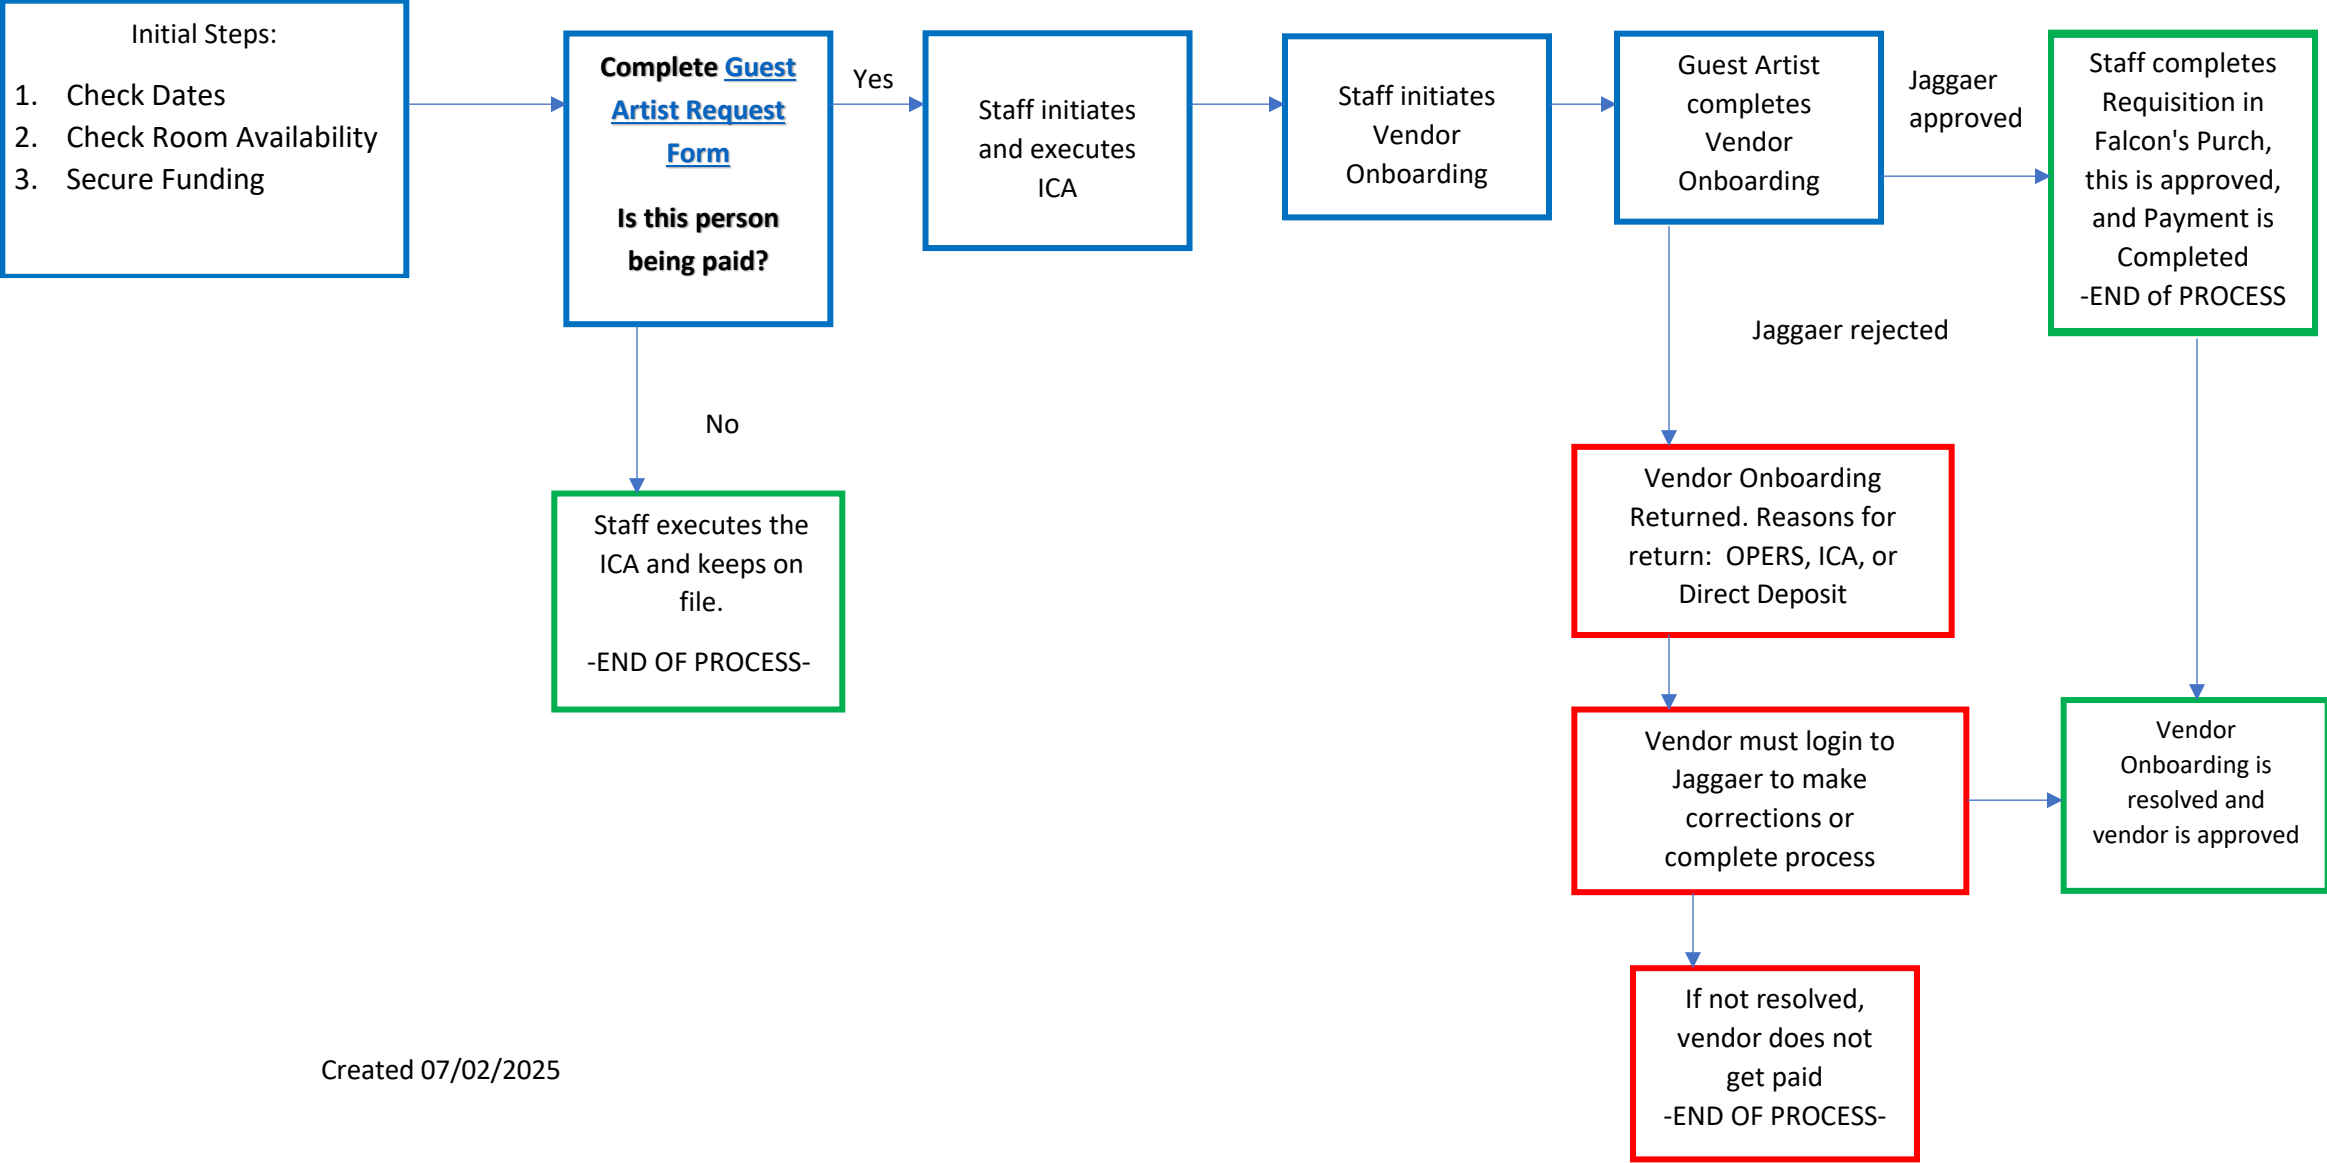 Initial Steps:
1. Check Dates
2. Check Room Availability
3. Secure Funding
Complete Guest
Artist Request
Form
Is this person
being paid?
Yes
Staff initiates
and executes
ICA
Staff initiates
Vendor
Onboarding
Guest Artist
completes
Vendor
Onboarding
Jaggaer
approved
Staff completes
Requisition in
Falcon's Purch,
this is approved,
and Payment is
Completed
-END of PROCESS
Jaggaer rejected
No
Staff executes the
ICA and keeps on
file.
-END OF PROCESS-
Vendor Onboarding
Returned. Reasons for
return:  OPERS, ICA, or
Direct Deposit
Vendor must login to
Jaggaer to make
corrections or
complete process
Vendor
Onboarding is
resolved and
vendor is approved
If not resolved,
vendor does not
get paid
-END OF PROCESS-
Created 07/02/2025